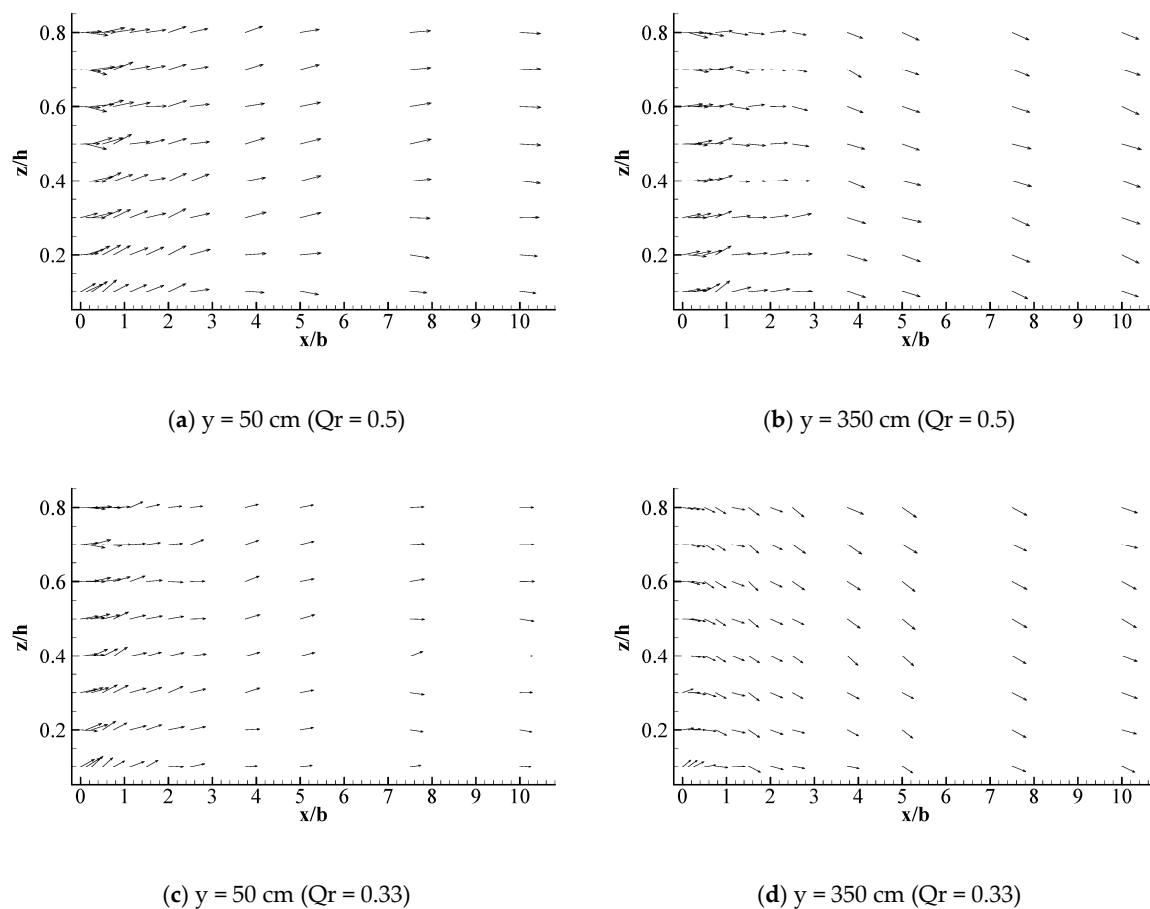 0.8
0.6
0.4
0.2
z/h
0 1 2 3 4 5 6 7 8 9 10
x/b
(a) y = 50 cm (Qr = 0.5)
0.8
0.6
0.4
0.2
z/h
0 1 2 3 4 5 6 7 8 9 10
x/b
(b) y = 350 cm (Qr = 0.5)
0.8
0.6
0.4
0.2
z/h
0 1 2 3 4 5 6 7 8 9 10
x/b
(c) y = 50 cm (Qr = 0.33)
0.8
0.6
0.4
0.2
z/h
0 1 2 3 4 5 6 7 8 9 10
x/b
(d) y = 350 cm (Qr = 0.33)